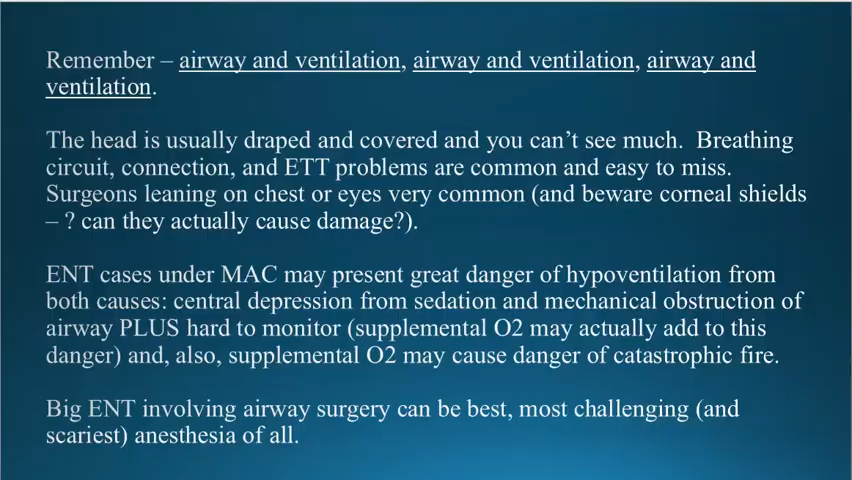 Remember – airway and ventilation, airway and ventilation, airway and
ventilation.
The head is usually draped and covered and you can’t see much.  Breathing
circuit, connection, and ETT problems are common and easy to miss.
Surgeons leaning on chest or eyes very common (and beware corneal shields
– ? can they actually cause damage?).
ENT cases under MAC may present great danger of hypoventilation from
both causes: central depression from sedation and mechanical obstruction of
airway PLUS hard to monitor (supplemental O2 may actually add to this
danger) and, also, supplemental O2 may cause danger of catastrophic fire.
Big ENT involving airway surgery can be best, most challenging (and
scariest) anesthesia of all.